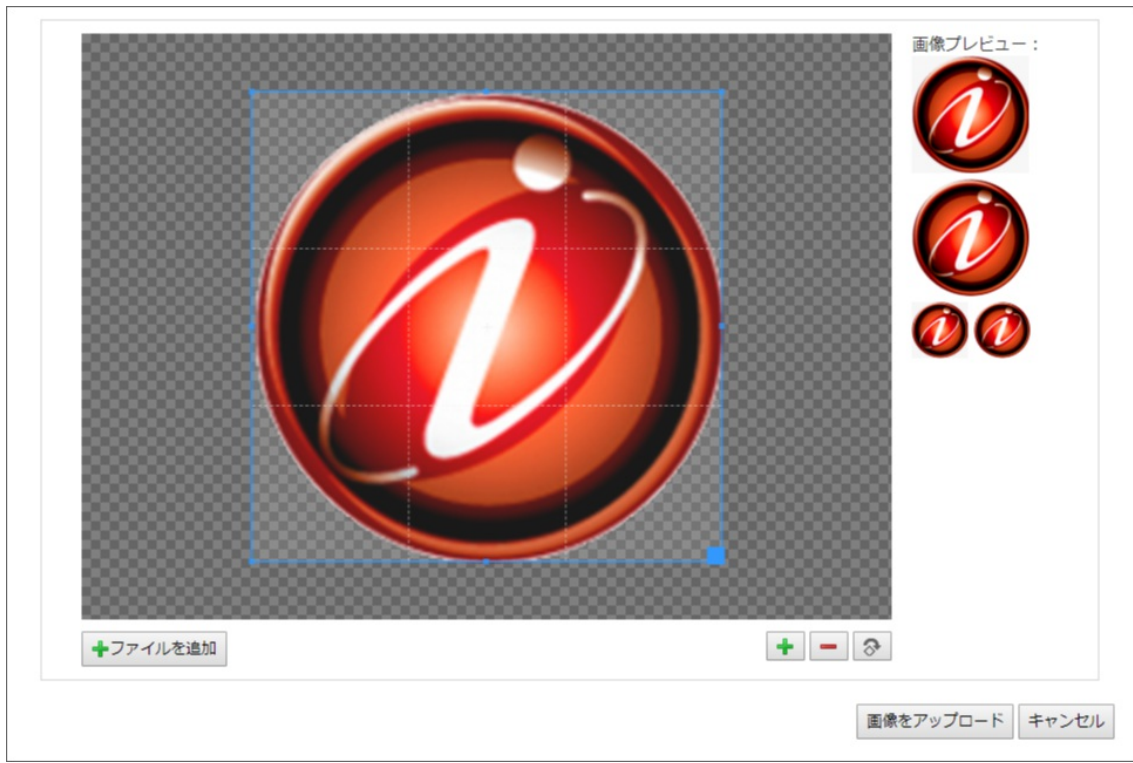 画像プレビュー：
ファイルを追加
画像をアップロード
キャンセル